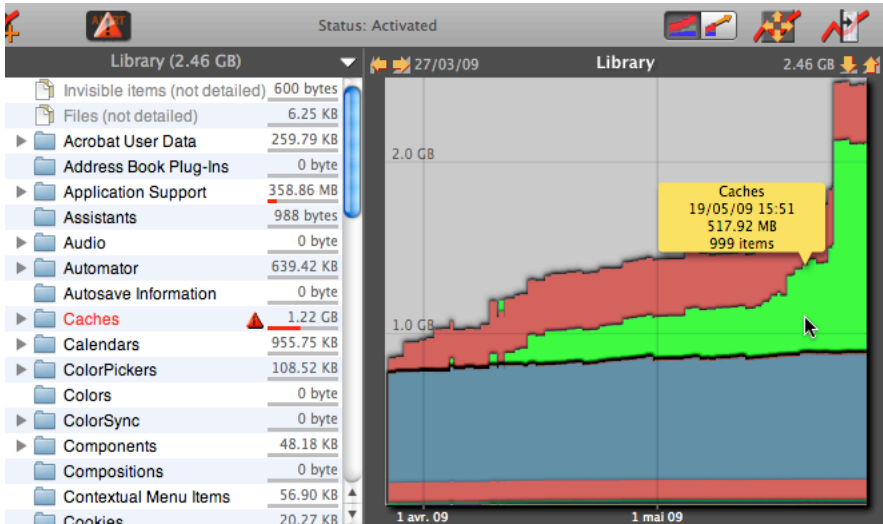 ALERT
Status: Activated
Library (2.46 GB)
27/03/09
Library
2.46 GB
Invisible items (not detailed) 600 bytes
Files (not detailed) 6.25 KB
Acrobat User Data 259.79 KB
Address Book Plug-Ins 0 byte
Application Support 358.86 MB
Assistants 988 bytes
Audio 0 byte
Automator 639.42 KB
Autosave Information 0 byte
Caches 1.22 GB
Calendars 955.75 KB
ColorPickers 108.52 KB
Colors 0 byte
ColorSync 0 byte
Components 48.18 KB
Compositions 0 byte
Contextual Menu Items 56.90 KB
Cookies 20.27 KB
2.0 GB
Caches
19/05/09 15:51
517.92 MB
999 items
1.0 GB
1 avr. 09
1 mai 09